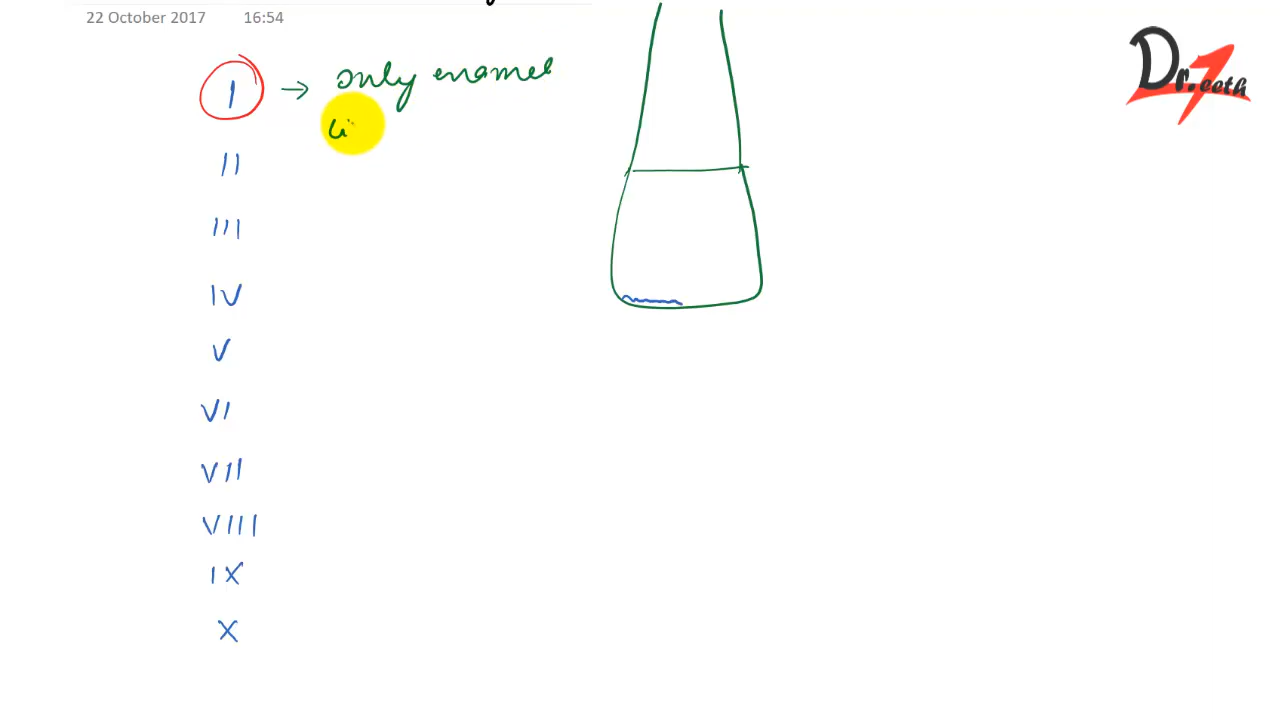 22 October 2017 16:54
I → only enamel
II
III
IV
V
VI
VII
VIII
IX
X
Dr.Teeth